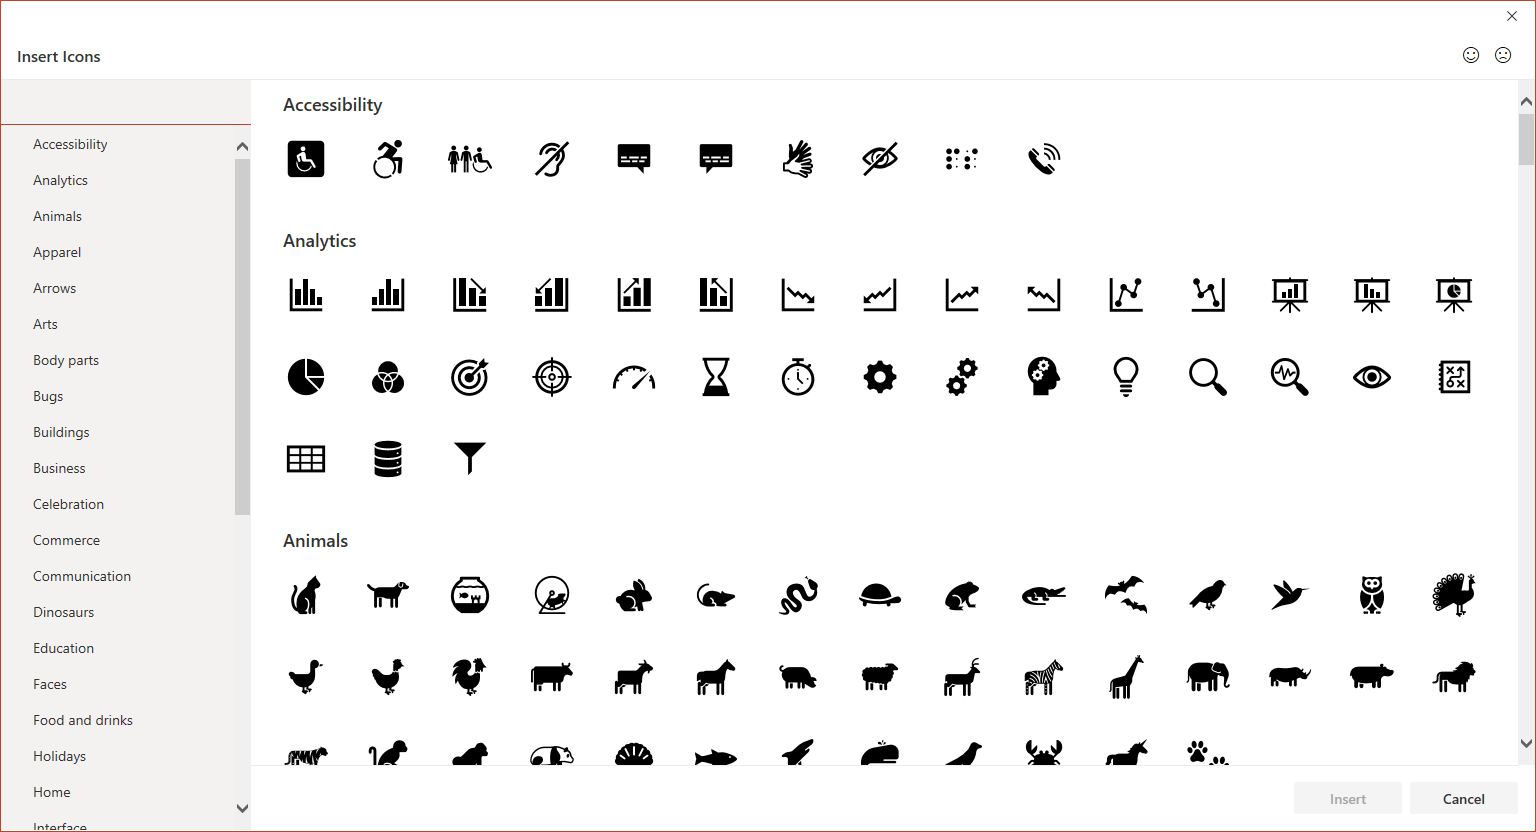 Insert Icons
Accessibility
Analytics
Animals
Apparel
Arrows
Arts
Body parts
Bugs
Buildings
Business
Celebration
Commerce
Communication
Dinosaurs
Education
Faces
Food and drinks
Holidays
Home
Interface
Accessibility
Analytics
Animals
Insert
Cancel